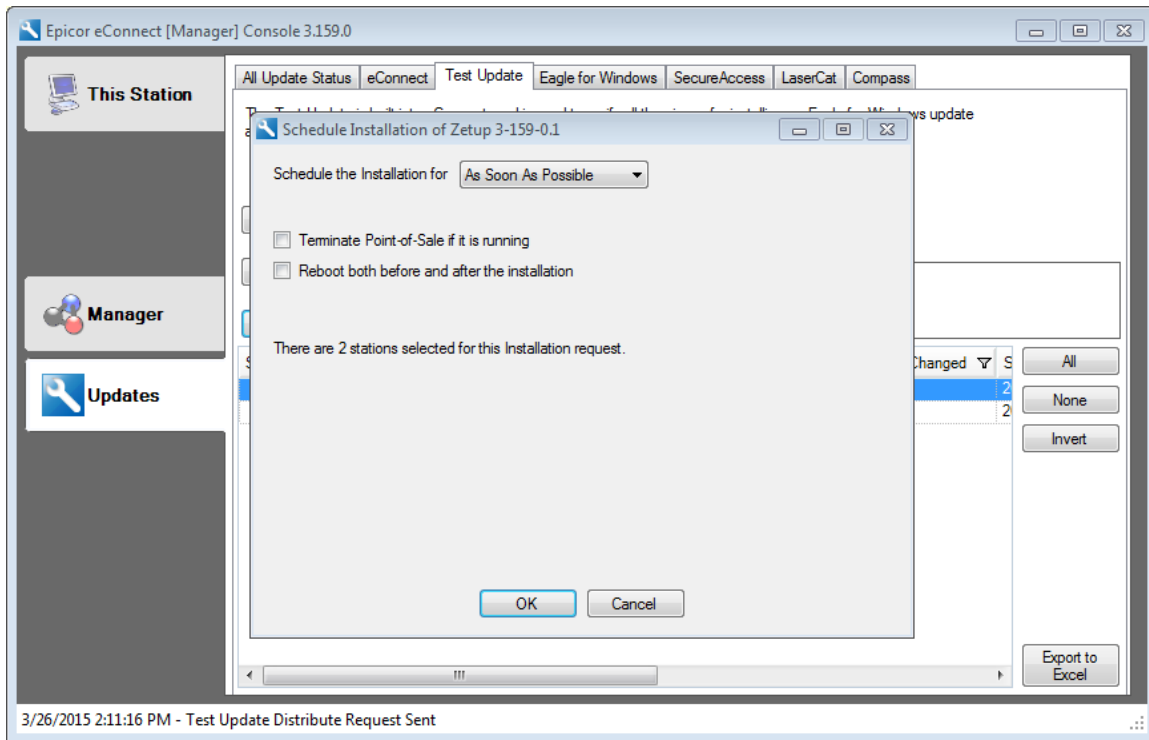 Epicor eConnect [Manager] Console 3.159.0
This Station
Manager
Updates
All Update Status
eConnect
Test Update
Eagle for Windows
SecureAccess
LaserCat
Compass
update
Schedule Installation of Zetup 3-159-0.1
Schedule the Installation for
As Soon As Possible
Terminate Point-of-Sale if it is running
Reboot both before and after the installation
There are 2 stations selected for this Installation request.
OK
Cancel
All
None
Invert
Export to
Excel
3/26/2015 2:11:16 PM - Test Update Distribute Request Sent